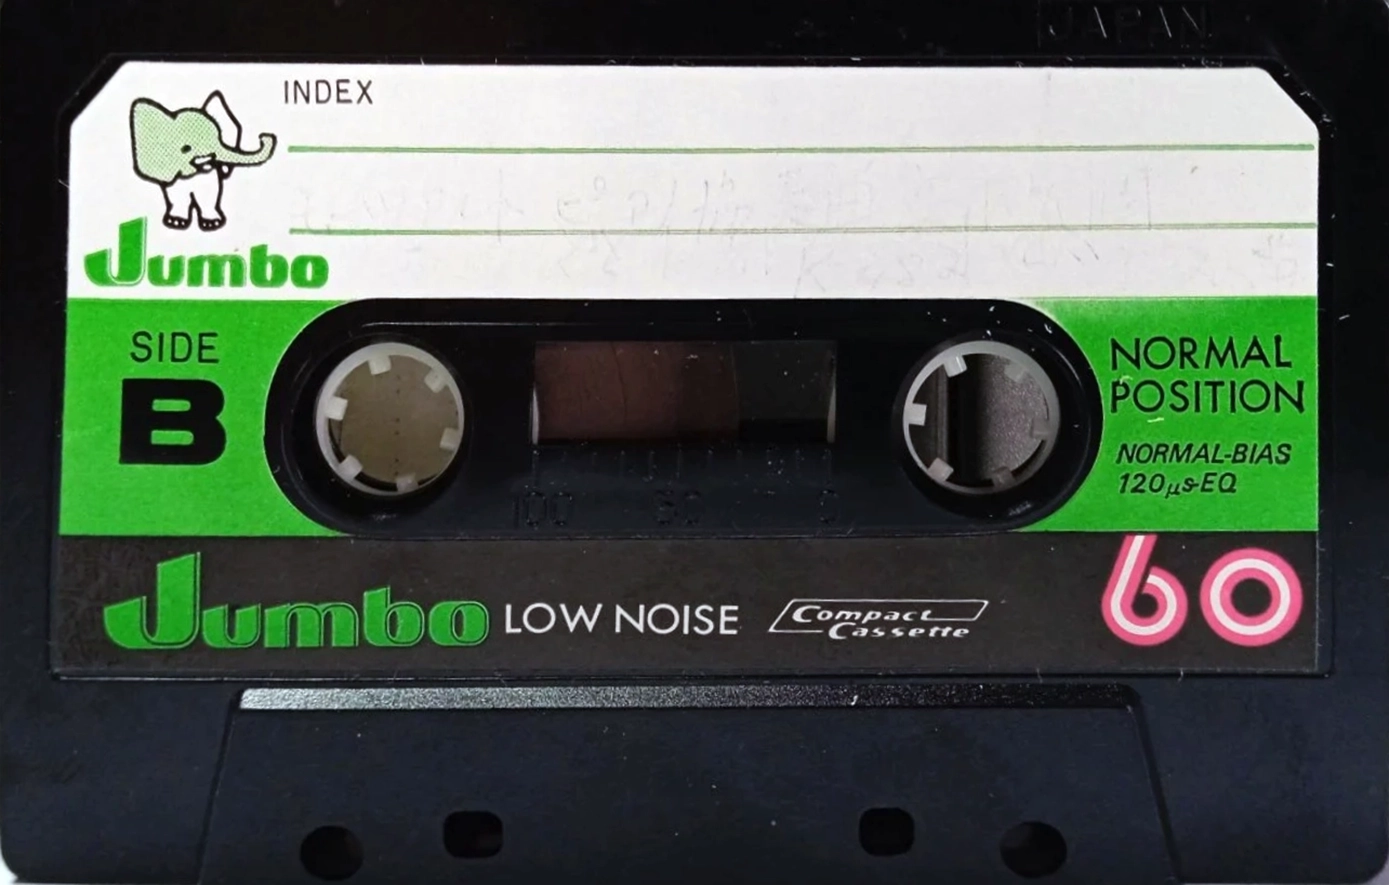 JAPAN
INDEX
Jumbo
SIDE
B
NORMAL
POSITION
NORMAL-BIAS
120μs EQ
100 50 0
Jumbo LOW NOISE Compact Cassette 60